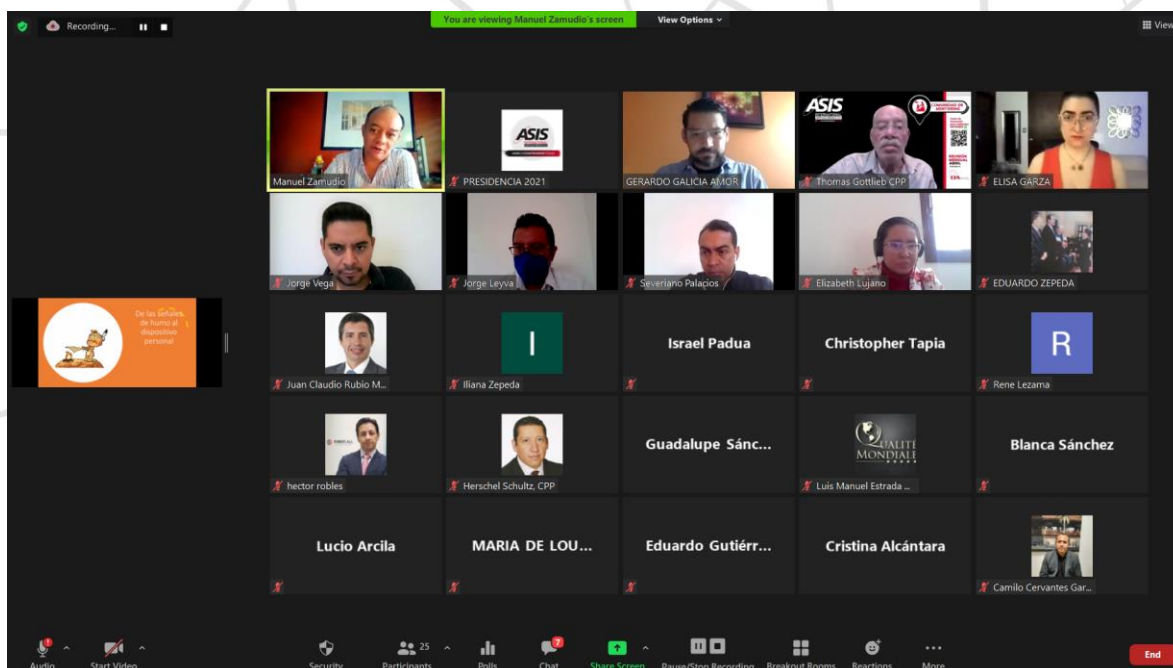 Recording...
You are viewing Manuel Zamudio's screen
View Options
View
Manuel Zamudio
ASIS
PRESIDENCIA 2021
GERARDO GALICIA AMOR
ASIS
COMUNIDAD DE
MENTORING
Thomas Gottlieb CPP
ELISA GARZA
Jorge Vega
Jorge Leyva
Severiano Palacios
Elizabeth Lujano
EDUARDO ZEPEDA
De las señales
de humo al
dispositivo
personal
Juan Claudio Rubio M...
I
Iliana Zepeda
Israel Padua
Christopher Tapia
R
Rene Lezama
hector robles
Herschel Schultz, CPP
Guadalupe Sánc...
QUALITÉ
MONDIALE
Luis Manuel Estrada ...
Blanca Sánchez
Lucio Arcila
MARIA DE LOU...
Eduardo Gutiérr...
Cristina Alcántara
Camilo Cervantes Gar...
Audio
Start Video
Security
Participants
25
Polls
Chat
7
Share Screen
Pause/Stop Recording
Breakout Rooms
Reactions
More
End